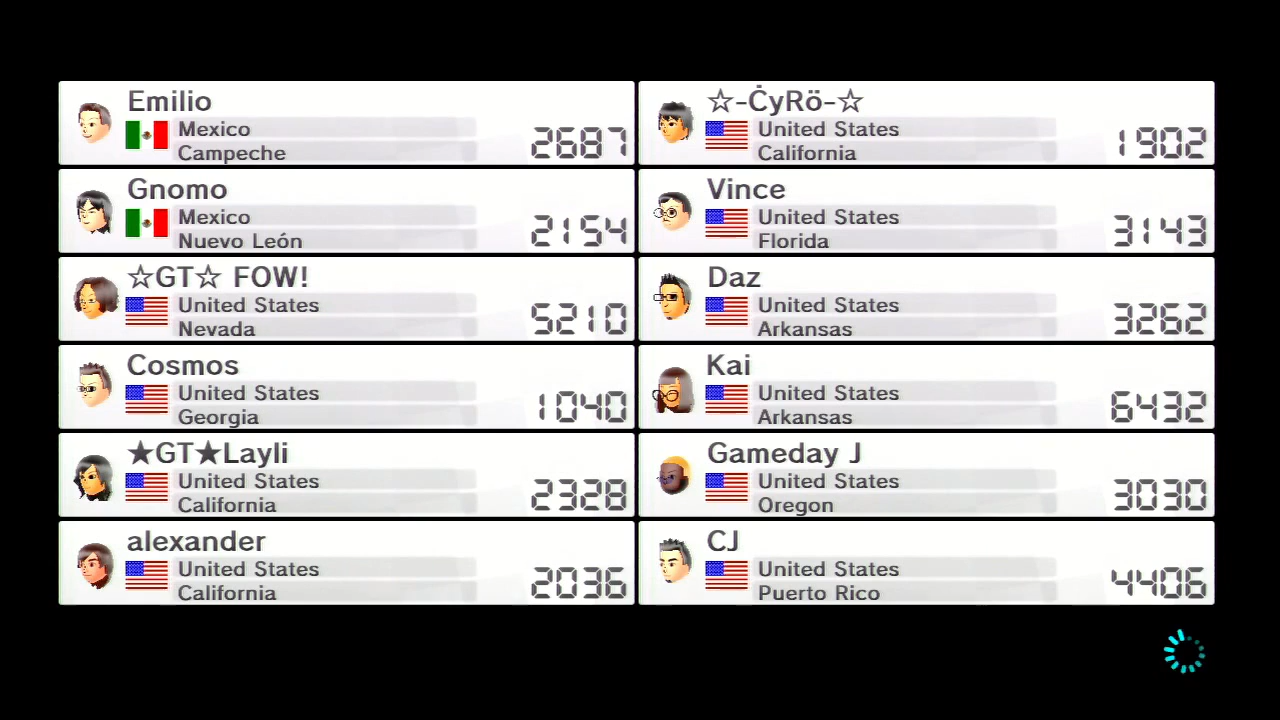 Emilio
Mexico
Campeche
2687
☆-ĊyRö-☆
United States
California
1902
Gnomo
Mexico
Nuevo León
2154
Vince
United States
Florida
3143
☆GT☆ FOW!
United States
Nevada
5210
Daz
United States
Arkansas
3262
Cosmos
United States
Georgia
1040
Kai
United States
Arkansas
6432
★GT★Layli
United States
California
2328
Gameday J
United States
Oregon
3030
alexander
United States
California
2036
CJ
United States
Puerto Rico
4406